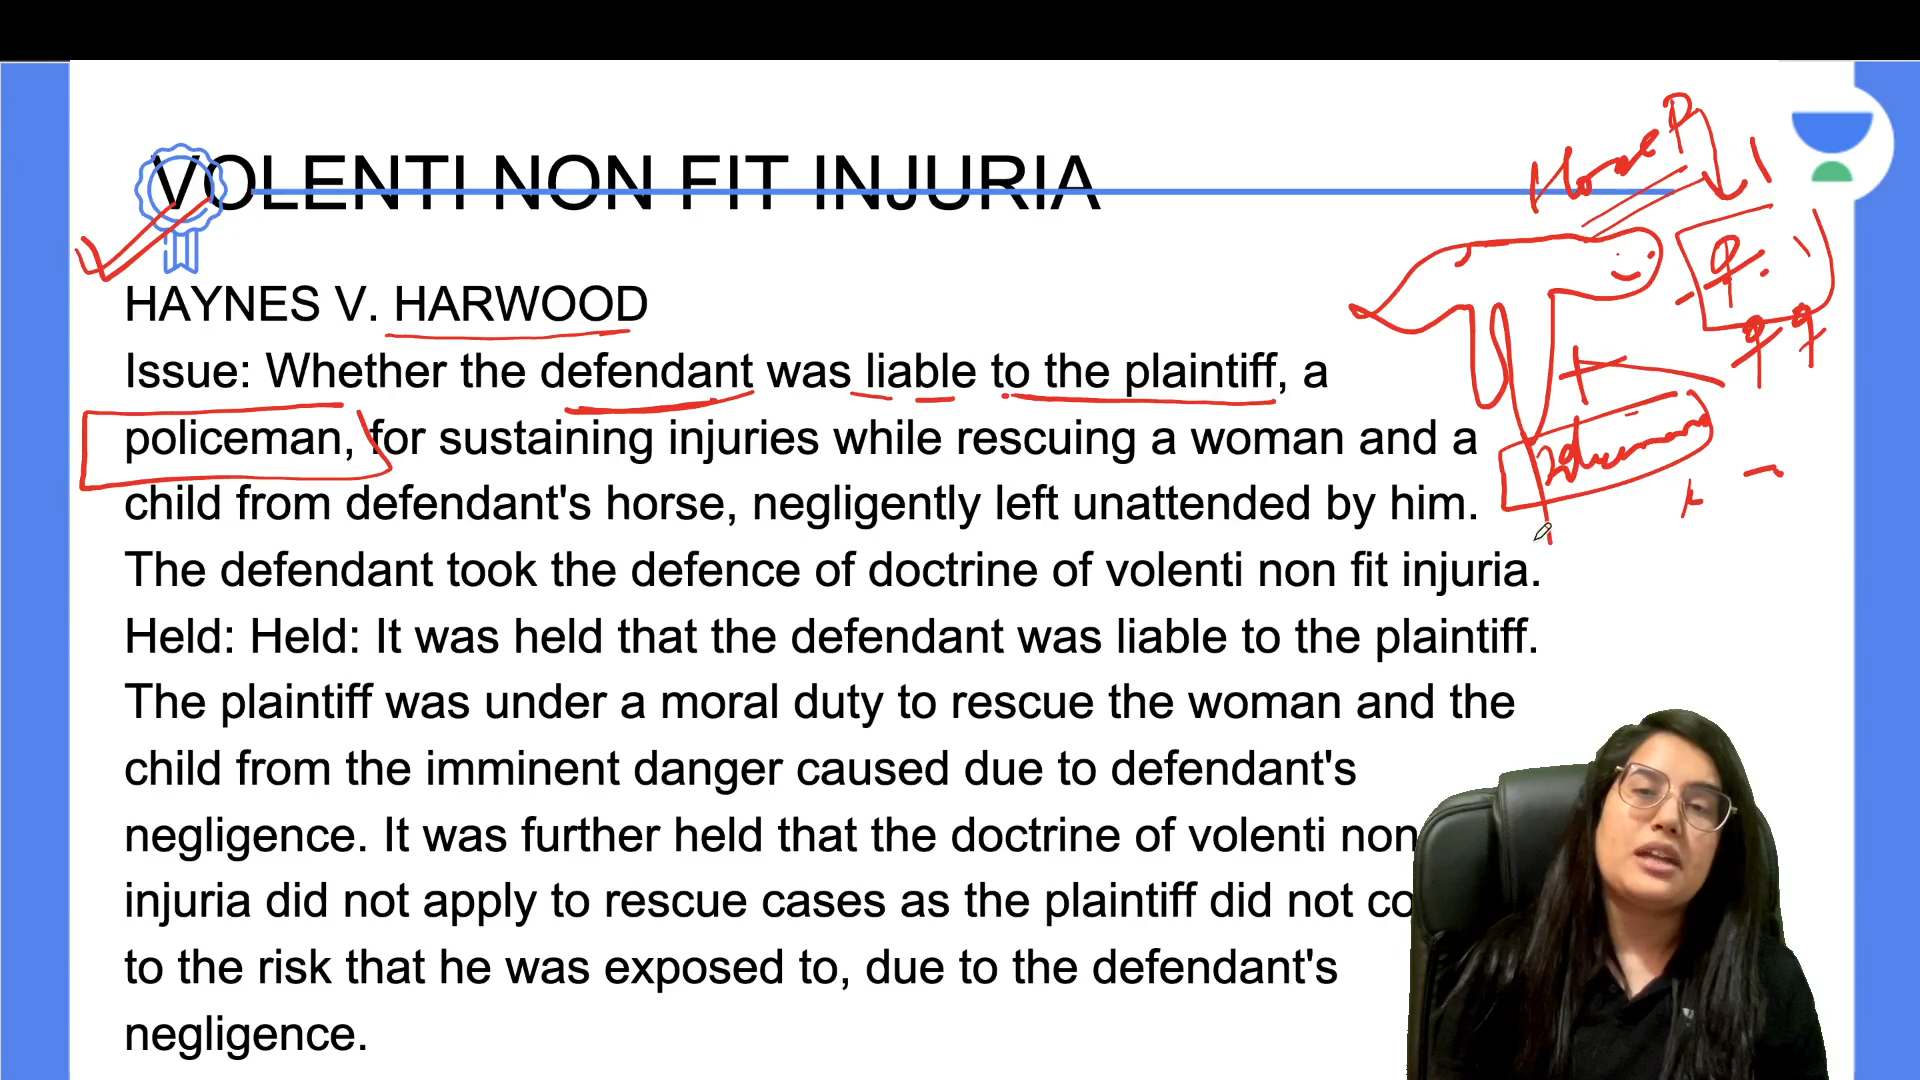 VOLENTI NON FIT INJURIA
Horse P
HAYNES V. HARWOOD
Issue: Whether the defendant was liable to the plaintiff, a
policeman, for sustaining injuries while rescuing a woman and a
child from defendant's horse, negligently left unattended by him.
The defendant took the defence of doctrine of volenti non fit injuria.
Held: Held: It was held that the defendant was liable to the plaintiff.
The plaintiff was under a moral duty to rescue the woman and the
child from the imminent danger caused due to defendant's
negligence. It was further held that the doctrine of volenti non
injuria did not apply to rescue cases as the plaintiff did not co
to the risk that he was exposed to, due to the defendant's
negligence.